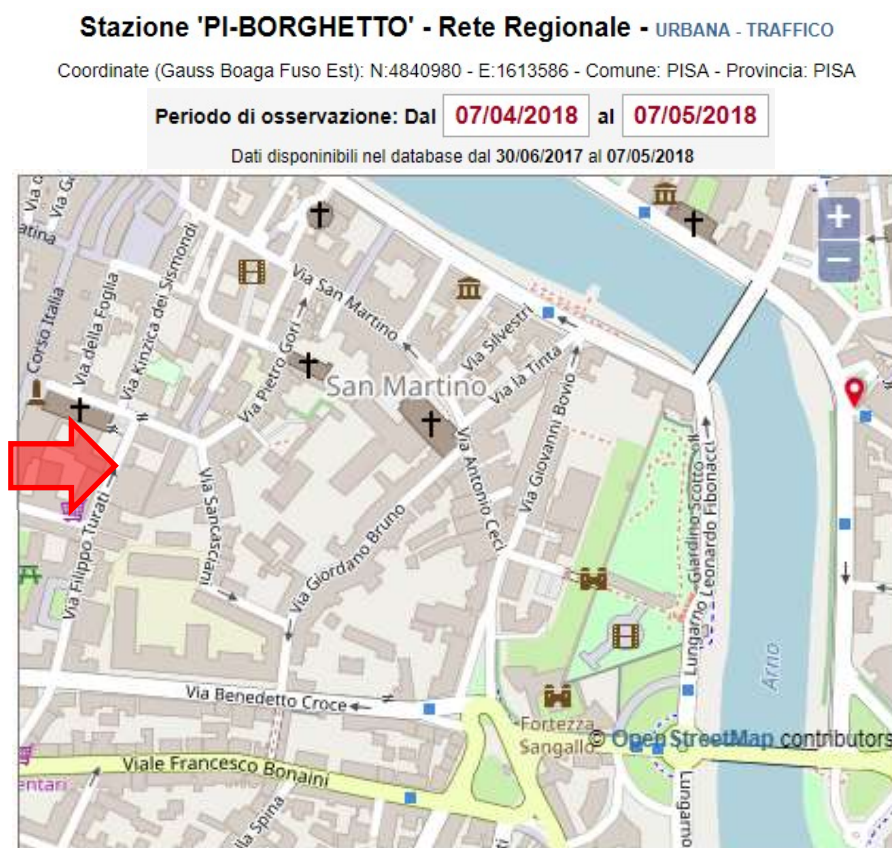 Stazione 'PI-BORGHETTO' - Rete Regionale - URBANA - TRAFFICO
Coordinate (Gauss Boaga Fuso Est): N:4840980 - E:1613586 - Comune: PISA - Provincia: PISA
Periodo di osservazione: Dal 07/04/2018 al 07/05/2018
Dati disponinibili nel database dal 30/06/2017 al 07/05/2018
+
−
Corso Italia
Via della Foglia
Via Kinzica dei Sismondi
Via San Martino
Via Pietro Gori
San Martino
Via Silvestri
Via la Tinta
Via Giovanni Bovio
Via Antonio Ceci
Via Sancasciani
Via Giordano Bruno
Via Filippo Turati
Giardino Scotto
Lungarno Leonardo Fibonacci
Arno
Via Benedetto Croce
Fortezza
Sangallo
© OpenStreetMap contributors
Viale Francesco Bonaini
Lungarno